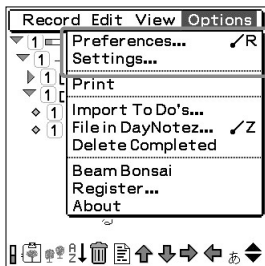 Record Edit View Options
Preferences... ✓R
Settings...
Print
Import To Do's...
File in DayNotez... ✓Z
Delete Completed
Beam Bonsai
Register...
About
1
1
1
1
1
1
A
Z
あ